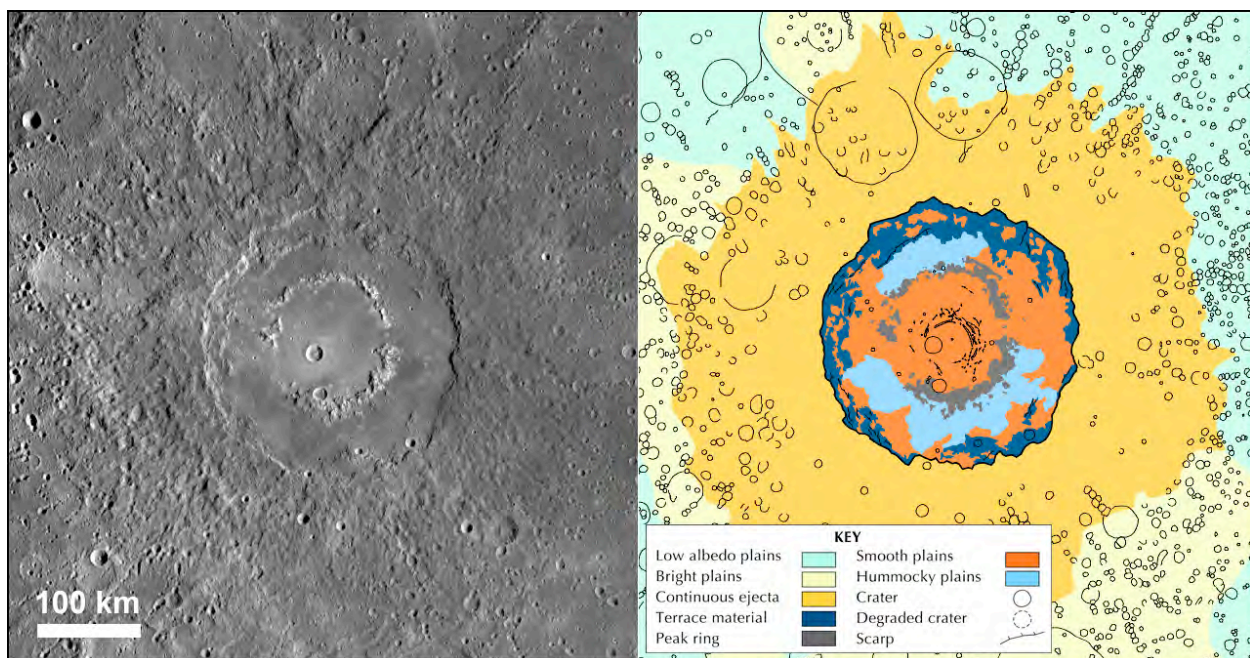 100 km
KEY
Low albedo plains Smooth plains
Bright plains Hummocky plains
Continuous ejecta Crater
Terrace material Degraded crater
Peak ring Scarp